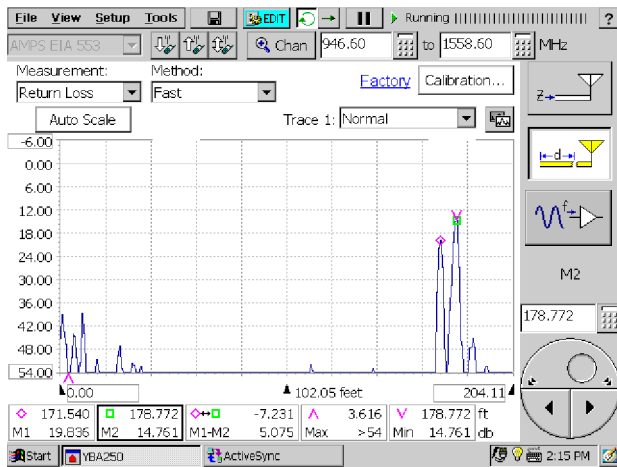 File View Setup Tools EDIT Running ?
AMPS EIA 553 Chan 946.60 to 1558.60 MHz
Measurement: Method:
Return Loss Fast Factory Calibration...
Auto Scale Trace 1: Normal
-6.00
0.00
6.00
12.00
18.00
24.00
30.00
36.00
42.00
48.00
54.00
0.00 102.05 feet 204.11
171.540 178.772 -7.231 3.616 178.772 ft
M1 19.836 M2 14.761 M1-M2 5.075 Max >54 Min 14.761 db
Z
d
f
M2
178.772
Start YBA250 ActiveSync 2:15 PM